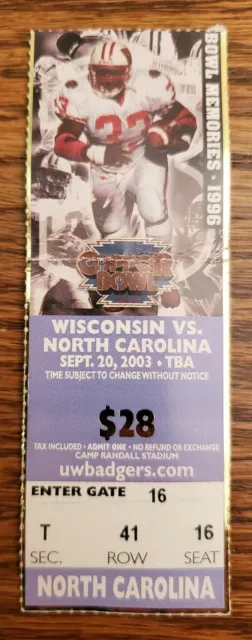 BOWL MEMORIES • 1996
33
COPPER
BOWL
WISCONSIN VS.
NORTH CAROLINA
SEPT. 20, 2003 • TBA
TIME SUBJECT TO CHANGE WITHOUT NOTICE
$28
TAX INCLUDED • ADMIT ONE • NO REFUND OR EXCHANGE
CAMP RANDALL STADIUM
uwbadgers.com
ENTER GATE 16
T 41 16
SEC. ROW SEAT
NORTH CAROLINA